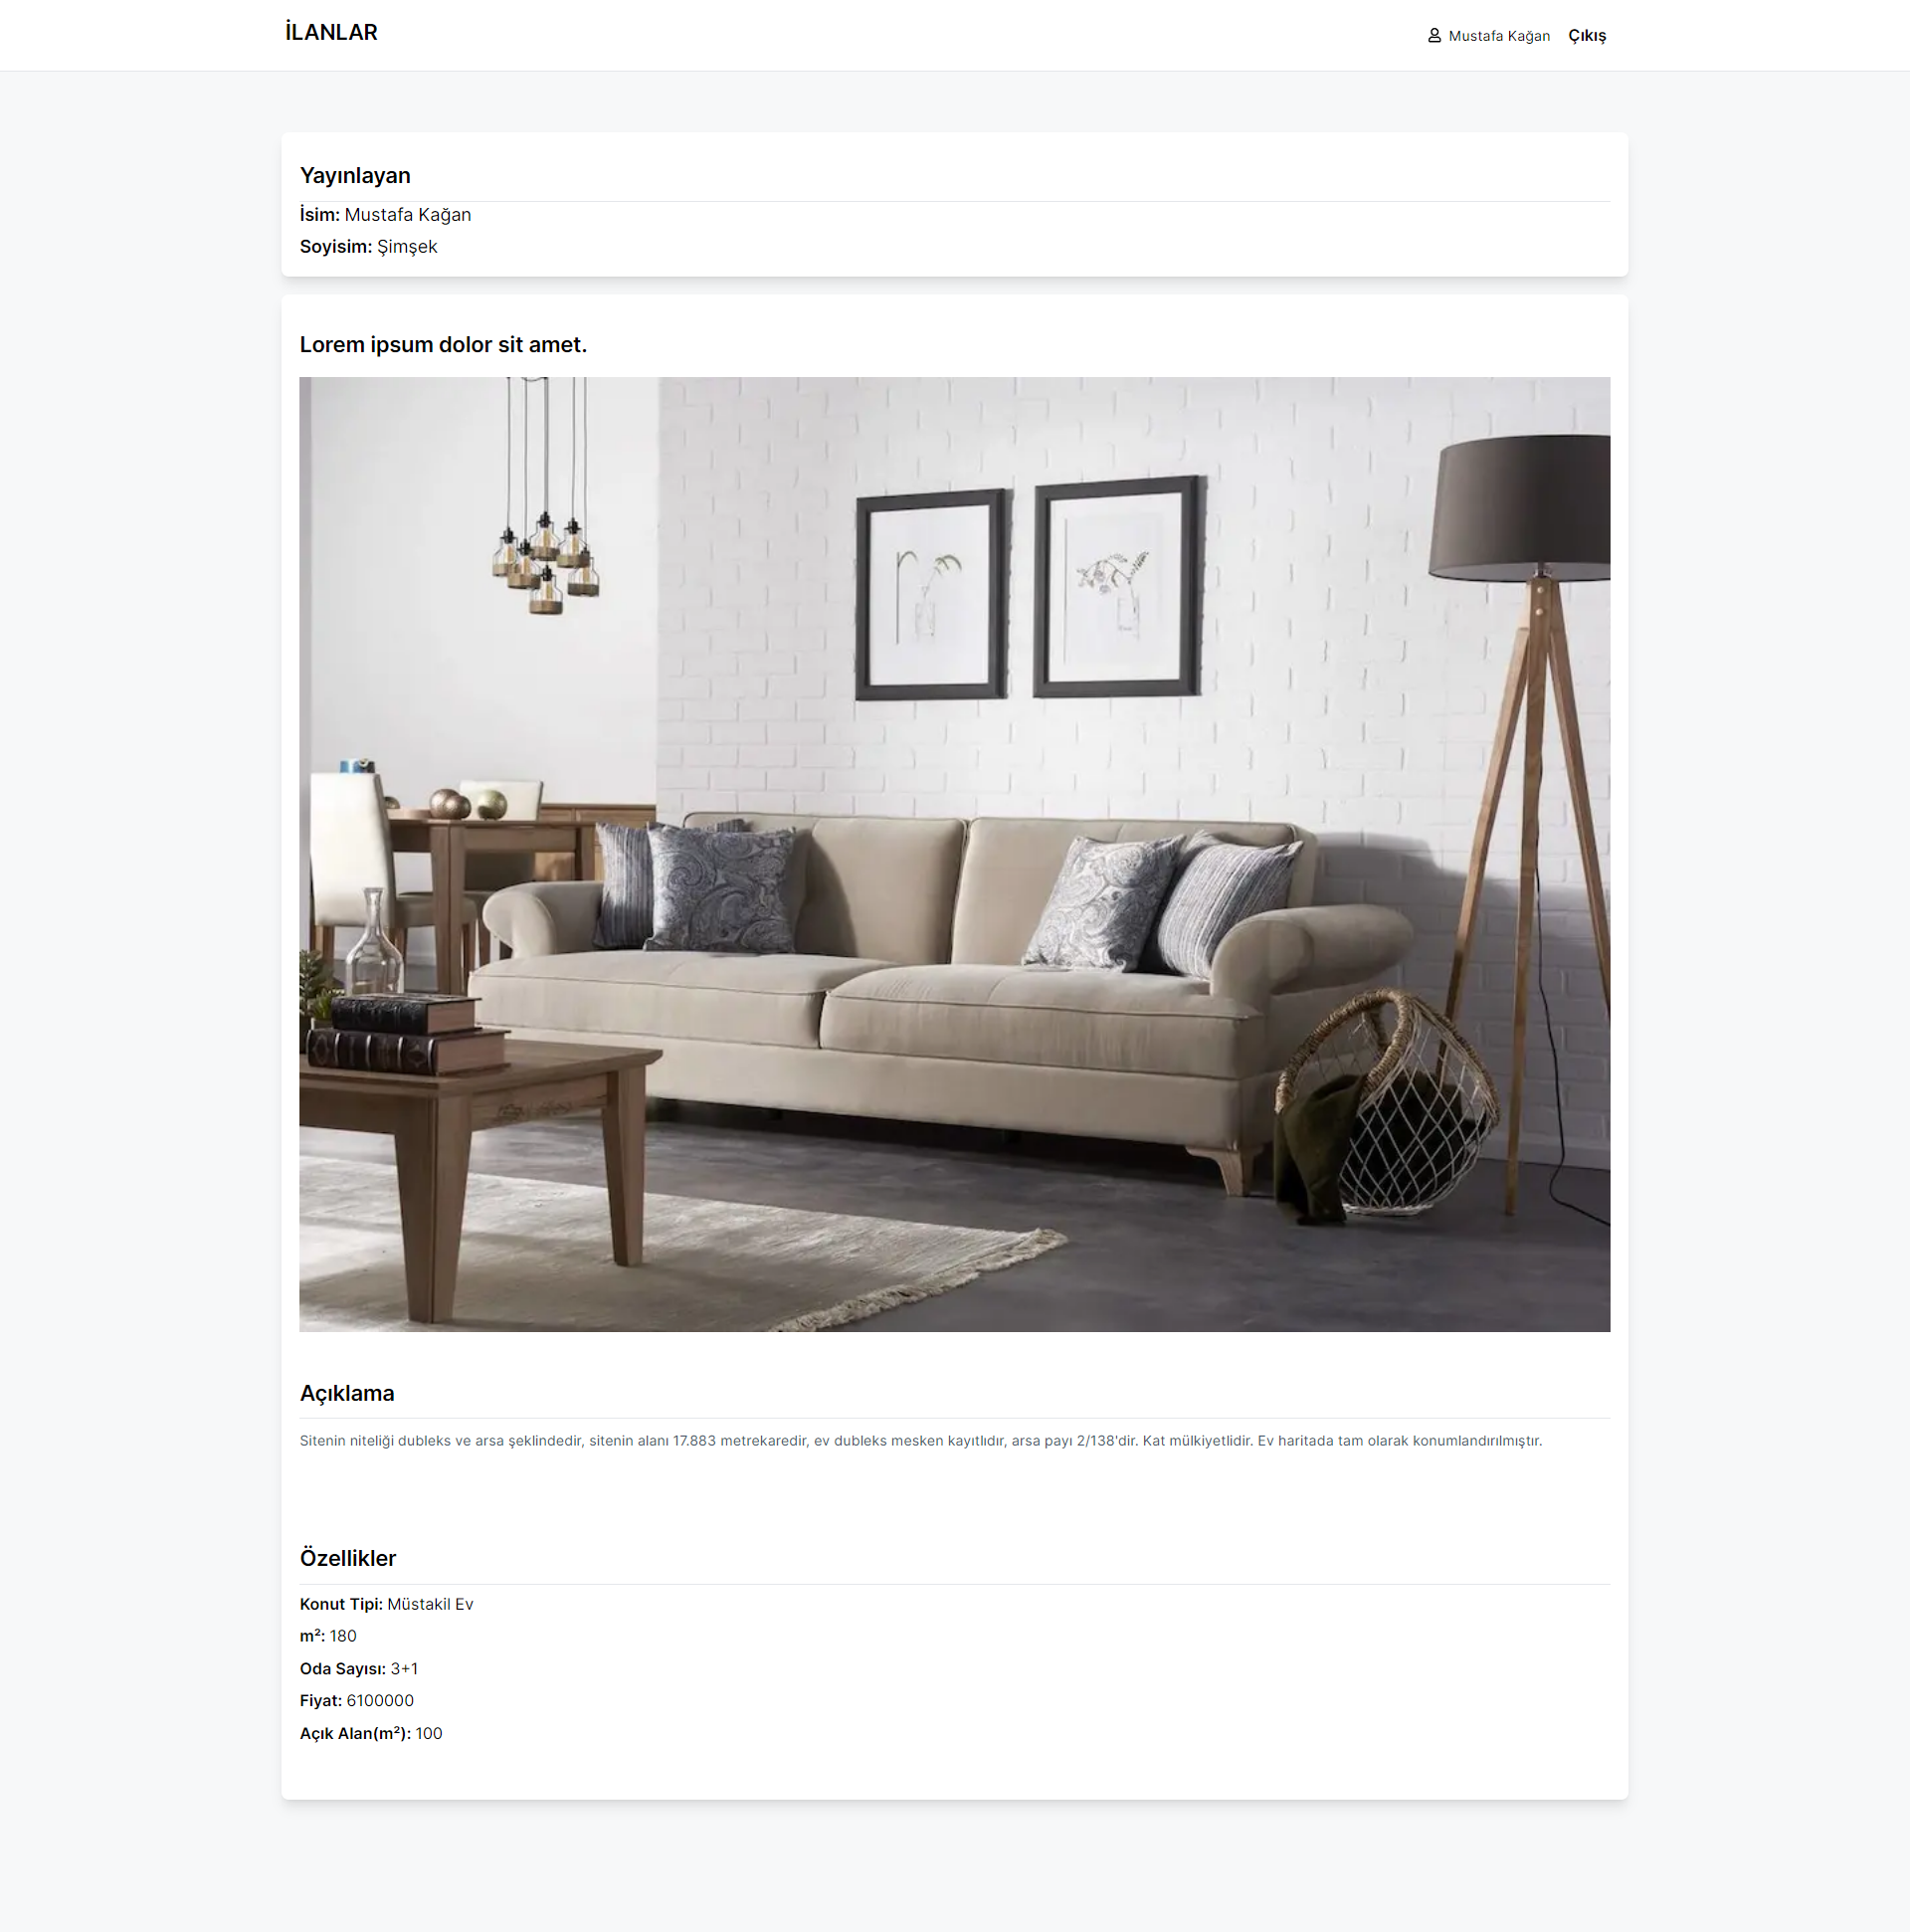 İLANLAR
Mustafa Kağan Çıkış
Yayınlayan
İsim: Mustafa Kağan
Soyisim: Şimşek
Lorem ipsum dolor sit amet.
Açıklama
Sitenin niteliği dubleks ve arsa şeklindedir, sitenin alanı 17.883 metrekaredir, ev dubleks mesken kayıtlıdır, arsa payı 2/138'dir. Kat mülkiyetlidir. Ev haritada tam olarak konumlandırılmıştır.
Özellikler
Konut Tipi: Müstakil Ev
m²: 180
Oda Sayısı: 3+1
Fiyat: 6100000
Açık Alan(m²): 100